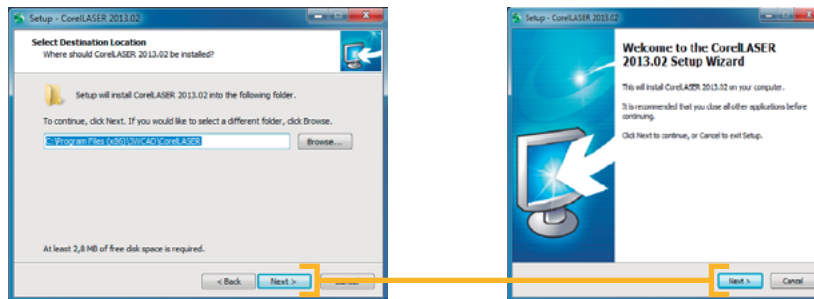 Setup - CorelLASER 2013.02
Select Destination Location
Where should CorelLASER 2013.02 be installed?
Setup will install CorelLASER 2013.02 into the following folder.
To continue, click Next. If you would like to select a different folder, click Browse.
C:\Program Files (x86)\3WCAD\CorelLASER
Browse...
At least 2,8 MB of free disk space is required.
< Back
Next >
Cancel
Setup - CorelLASER 2013.02
Welcome to the CorelLASER
2013.02 Setup Wizard
This will install CorelLASER 2013.02 on your computer.
It is recommended that you close all other applications before
continuing.
Click Next to continue, or Cancel to exit Setup.
Next >
Cancel